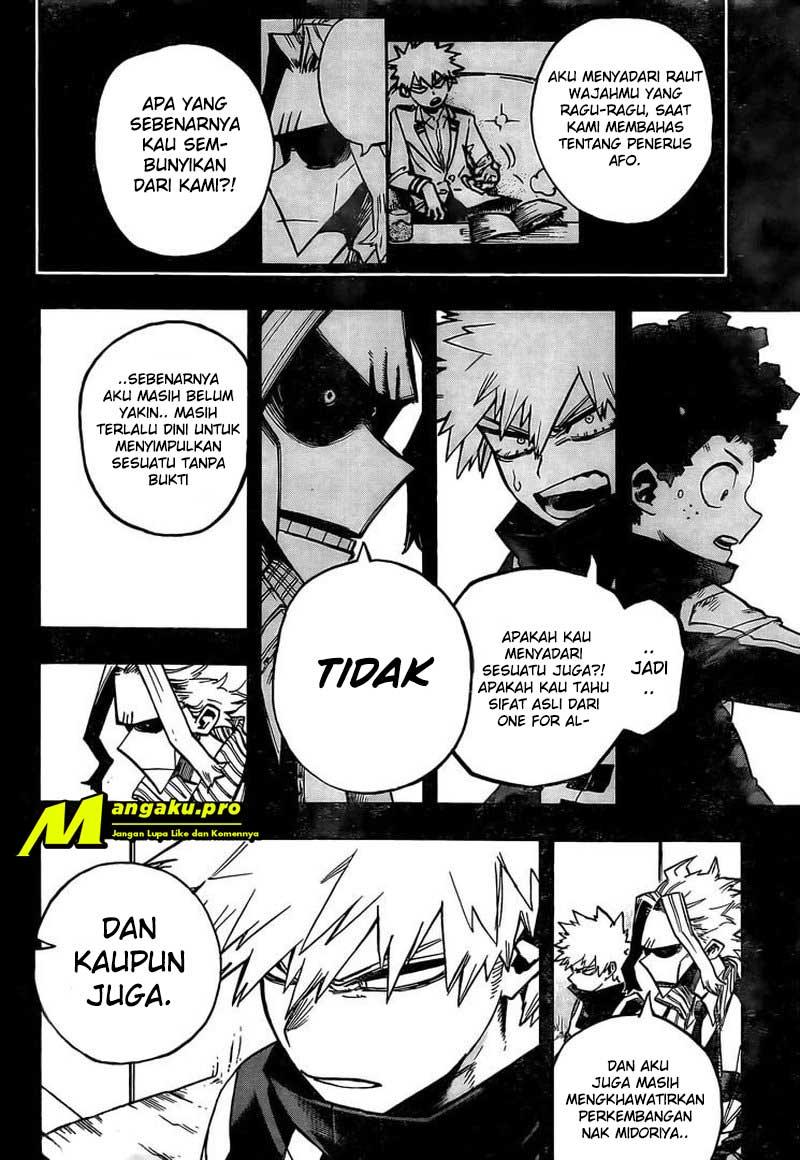 AKU MENYADARI RAUT
WAJAHMU YANG
RAGU-RAGU, SAAT
KAMI MEMBAHAS
TENTANG PENERUS
AFO.
APA YANG
SEBENARNYA
KAU SEM-
BUNYIKAN
DARI KAMI?!
..
JADI
..
APAKAH KAU
MENYADARI
SESUATU JUGA?!
APAKAH KAU TAHU
SIFAT ASLI DARI
ONE FOR AL-
TIDAK
..SEBENARNYA
AKU MASIH BELUM
YAKIN.. MASIH
TERLALU DINI UNTUK
MENYIMPULKAN
SESUATU TANPA
BUKTI
Mangaku.pro
Jangan Lupa Like dan Komennya
DAN AKU
JUGA MASIH
MENGKHAWATIRKAN
PERKEMBANGAN
NAK MIDORIYA..
DAN
KAUPUN
JUGA.